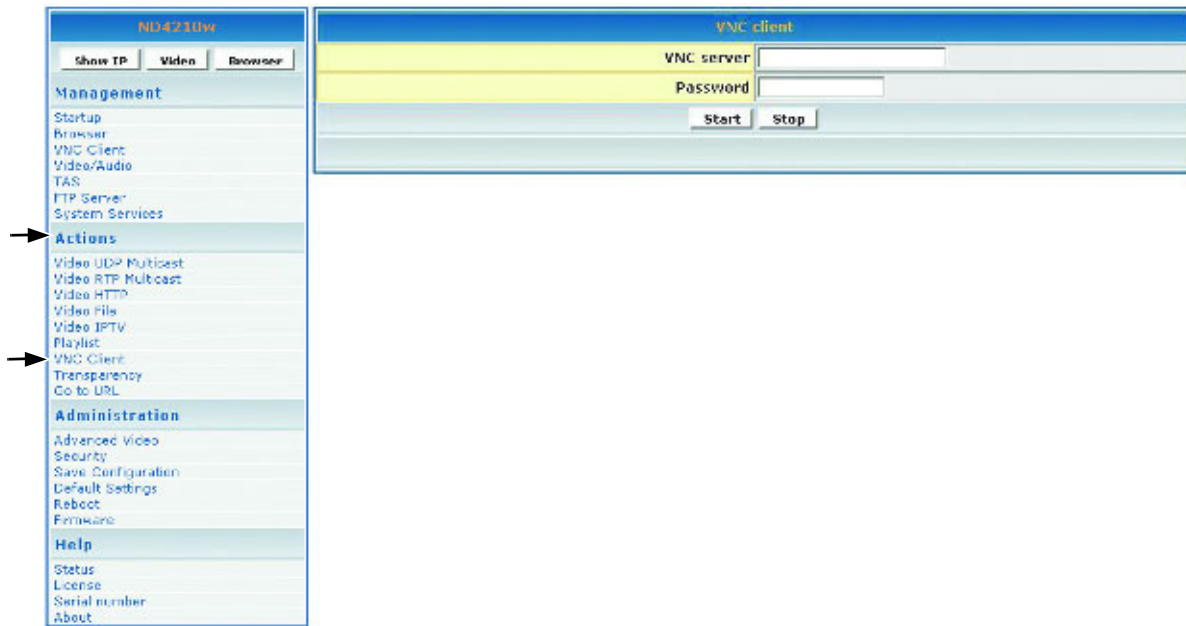 ND4210w
Show IP Video Browser
Management
Startup
Browser
VNC Client
Video/Audio
TAS
FTP Server
System Services
Actions
Video UDP Multicast
Video RTP Multicast
Video HTTP
Video File
Video IPTV
Playlist
VNC Client
Transparency
Go to URL
Administration
Advanced Video
Security
Save Configuration
Default Settings
Reboot
Firmware
Help
Status
License
Serial number
About
VNC client
VNC server
Password
Start Stop